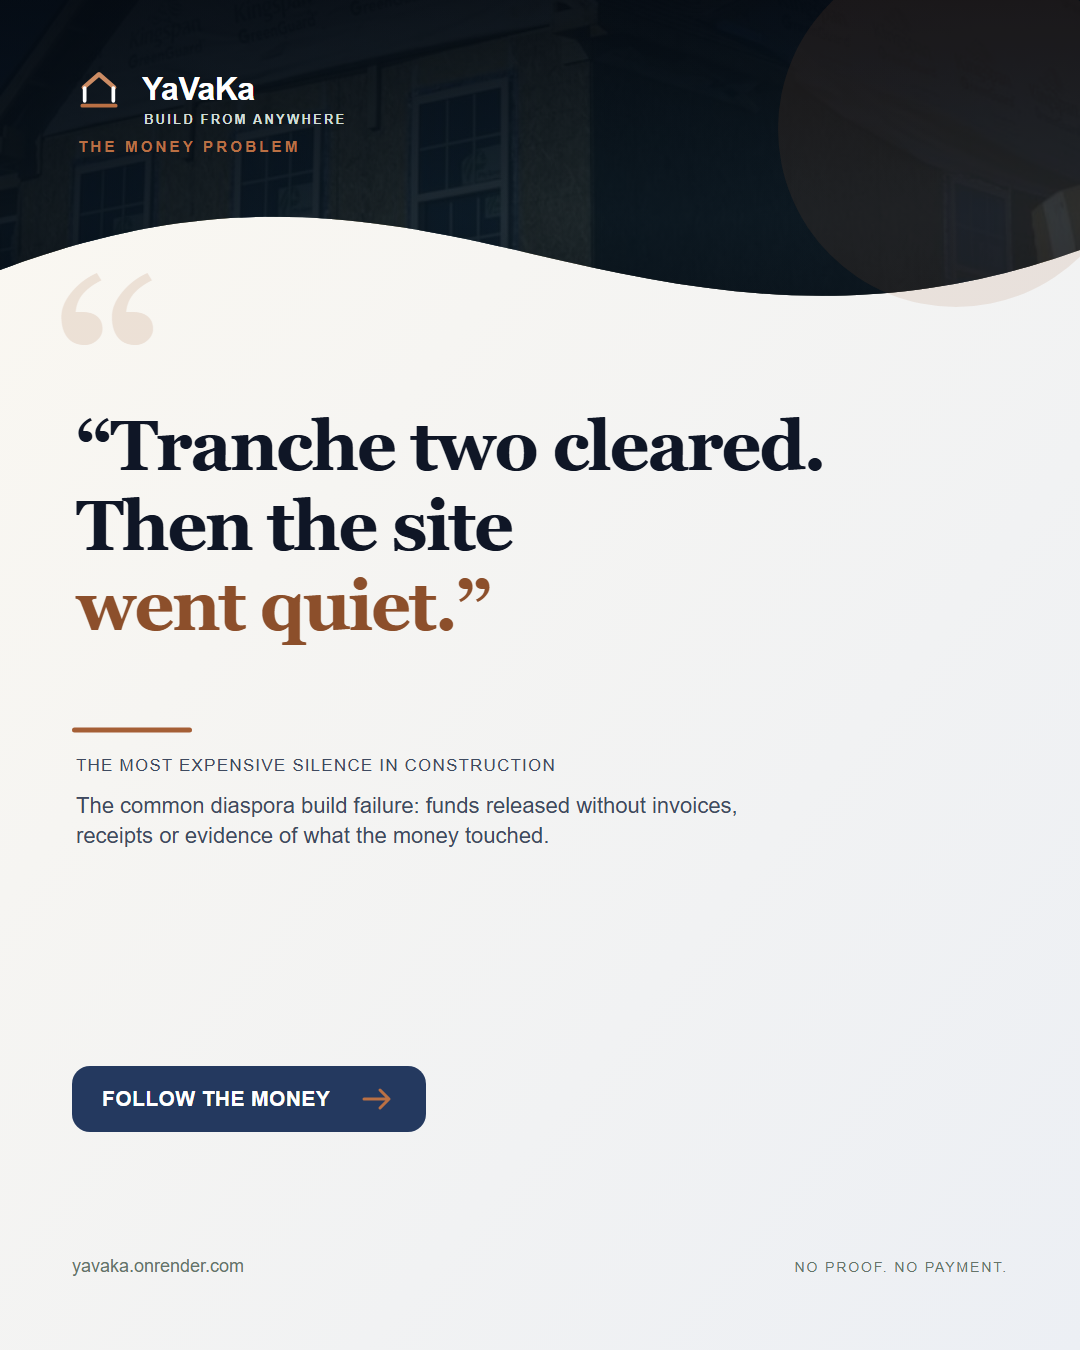 YaVaKa
BUILD FROM ANYWHERE
THE MONEY PROBLEM
“Tranche two cleared.
Then the site
went quiet.”
THE MOST EXPENSIVE SILENCE IN CONSTRUCTION
The common diaspora build failure: funds released without invoices,
receipts or evidence of what the money touched.
FOLLOW THE MONEY
yavaka.onrender.com
NO PROOF. NO PAYMENT.